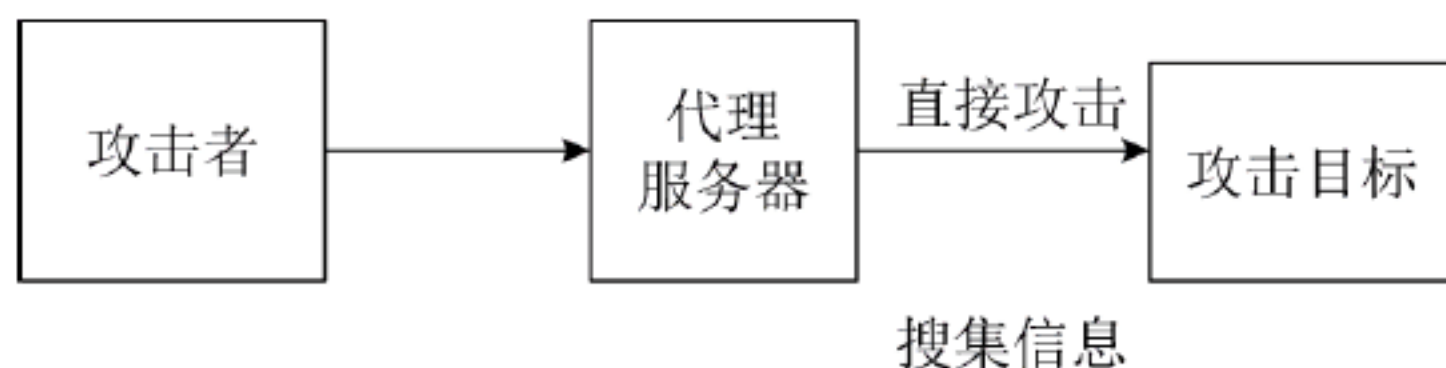 攻击者
代理
服务器
直接攻击
攻击目标
搜集信息